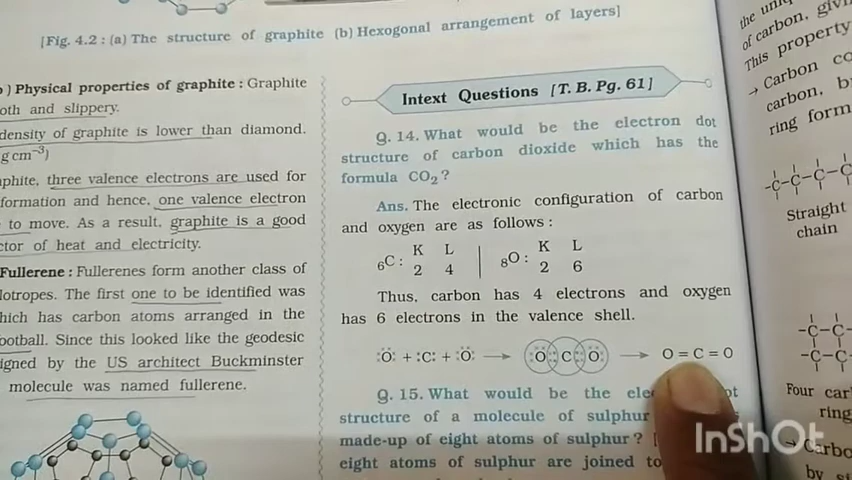 [Fig. 4.2 : (a) The structure of graphite (b) Hexogonal arrangement of layers]
) Physical properties of graphite : Graphite
oth and slippery.
density of graphite is lower than diamond.
g cm⁻³)
aphite, three valence electrons are used for
formation and hence, one valence electron
to move. As a result, graphite is a good
ctor of heat and electricity.
Fullerene : Fullerenes form another class of
lotropes. The first one to be identified was
hich has carbon atoms arranged in the
ootball. Since this looked like the geodesic
igned by the US architect Buckminster
molecule was named fullerene.
Intext Questions [T. B. Pg. 61]
Q. 14. What would be the electron dot
structure of carbon dioxide which has the
formula CO₂ ?
Ans. The electronic configuration of carbon
and oxygen are as follows :
K L K L
₆C : 2 4 | ₈O : 2 6
Thus, carbon has 4 electrons and oxygen
has 6 electrons in the valence shell.
:Ö: + :C: + :Ö: → O C O → O = C = O
Q. 15. What would be the ele
structure of a molecule of sulphur
made-up of eight atoms of sulphur ?
eight atoms of sulphur are joined to
of carbon, givi
This property
→ Carbon co
carbon, b
ring form
-C-C-C-C
Straight
chain
-C-C-
-C-C-
Four car
ring
→ Carbo
by si
InShOt